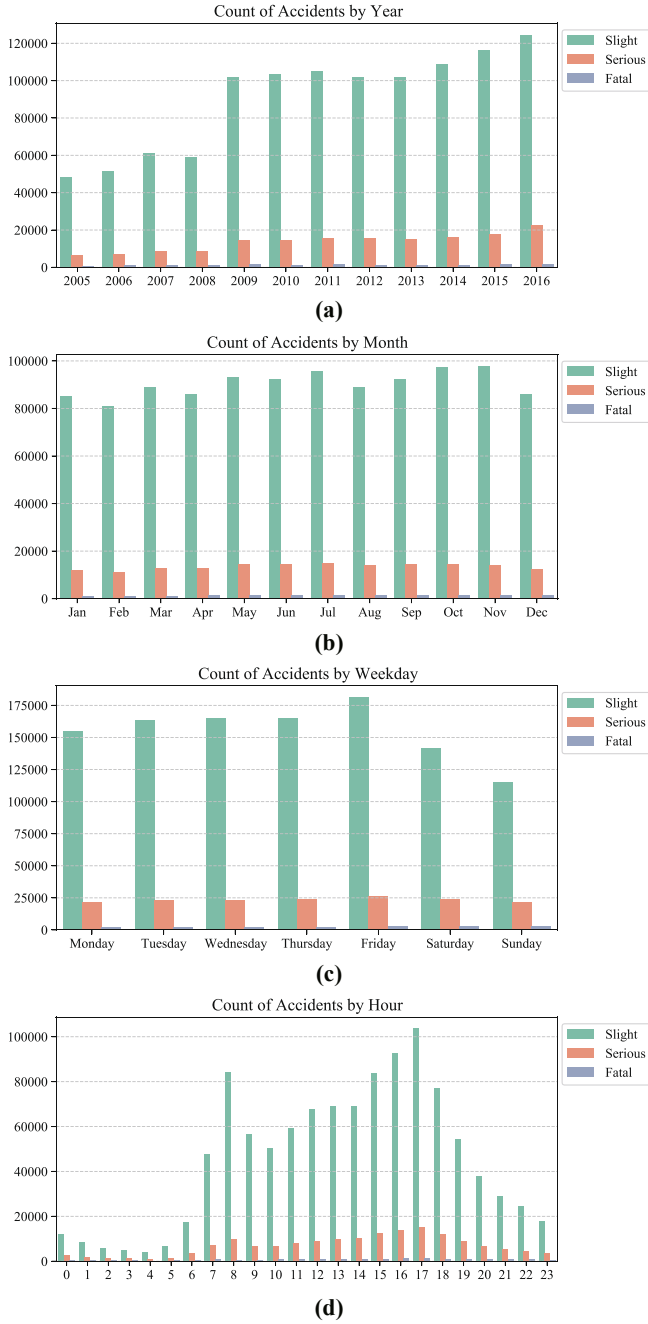 Count of Accidents by Year
120000
100000
80000
60000
40000
20000
0
2005 2006 2007 2008 2009 2010 2011 2012 2013 2014 2015 2016
Slight
Serious
Fatal
(a)
Count of Accidents by Month
100000
80000
60000
40000
20000
0
Jan Feb Mar Apr May Jun Jul Aug Sep Oct Nov Dec
Slight
Serious
Fatal
(b)
Count of Accidents by Weekday
175000
150000
125000
100000
75000
50000
25000
0
Monday Tuesday Wednesday Thursday Friday Saturday Sunday
Slight
Serious
Fatal
(c)
Count of Accidents by Hour
100000
80000
60000
40000
20000
0
0 1 2 3 4 5 6 7 8 9 10 11 12 13 14 15 16 17 18 19 20 21 22 23
Slight
Serious
Fatal
(d)